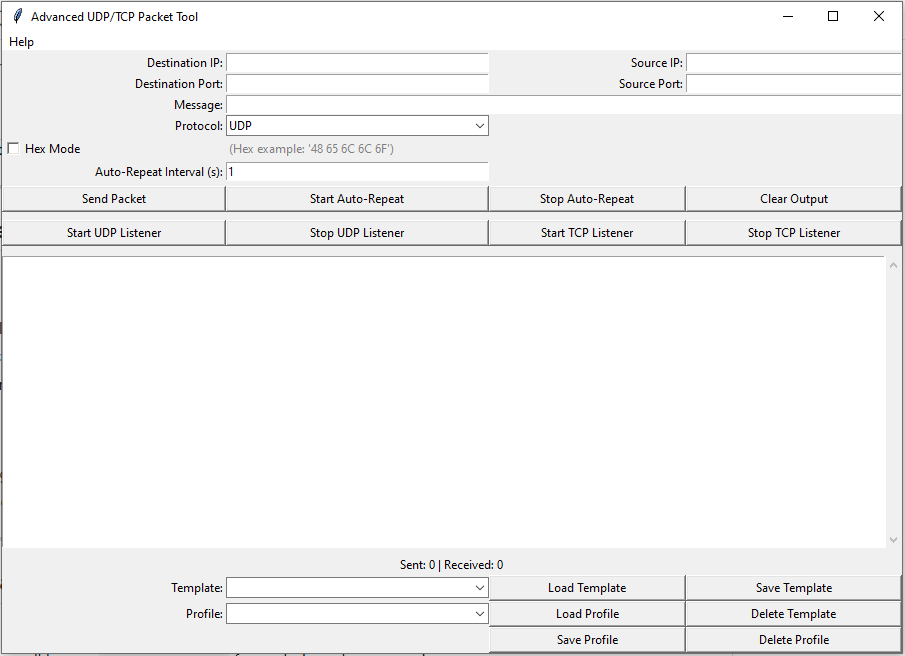 Advanced UDP/TCP Packet Tool
Help
Destination IP: Source IP:
Destination Port: Source Port:
Message:
Protocol: UDP
Hex Mode (Hex example: '48 65 6C 6C 6F')
Auto-Repeat Interval (s): 1
Send Packet Start Auto-Repeat Stop Auto-Repeat Clear Output
Start UDP Listener Stop UDP Listener Start TCP Listener Stop TCP Listener
Sent: 0 | Received: 0
Template: Load Template Save Template
Profile: Load Profile Delete Template
Save Profile Delete Profile